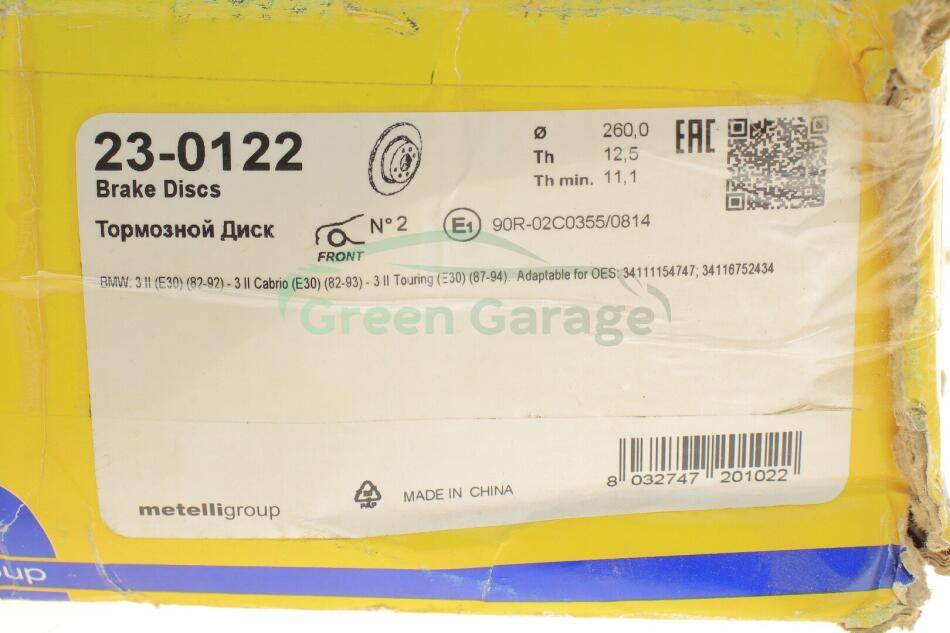 23-0122
Brake Discs
Тормозной Диск
FRONT
N° 2
E1 90R-02C0355/0814
Ø 260,0
Th 12,5
Th min. 11,1
EAC
BMW: 3 II (E30) (82-92) - 3 II Cabrio (E30) (82-93) - 3 II Touring (E30) (87-94). Adaptable for OES: 34111154747; 34116752434
Green Garage
8 032747 201022
metelligroup
PAP
MADE IN CHINA
oup